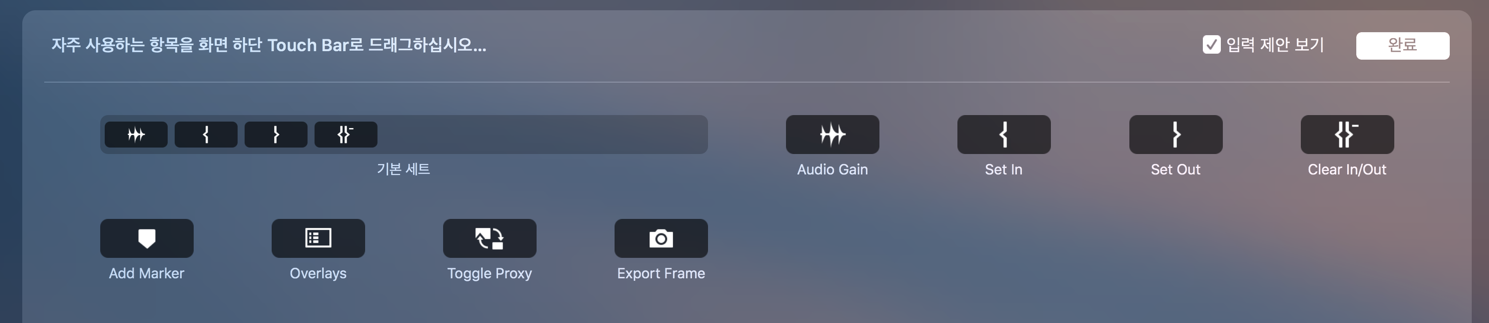 자주 사용하는 항목을 화면 하단 Touch Bar로 드래그하십시오...
입력 제안 보기
완료
기본 세트
Audio Gain
Set In
Set Out
Clear In/Out
Add Marker
Overlays
Toggle Proxy
Export Frame